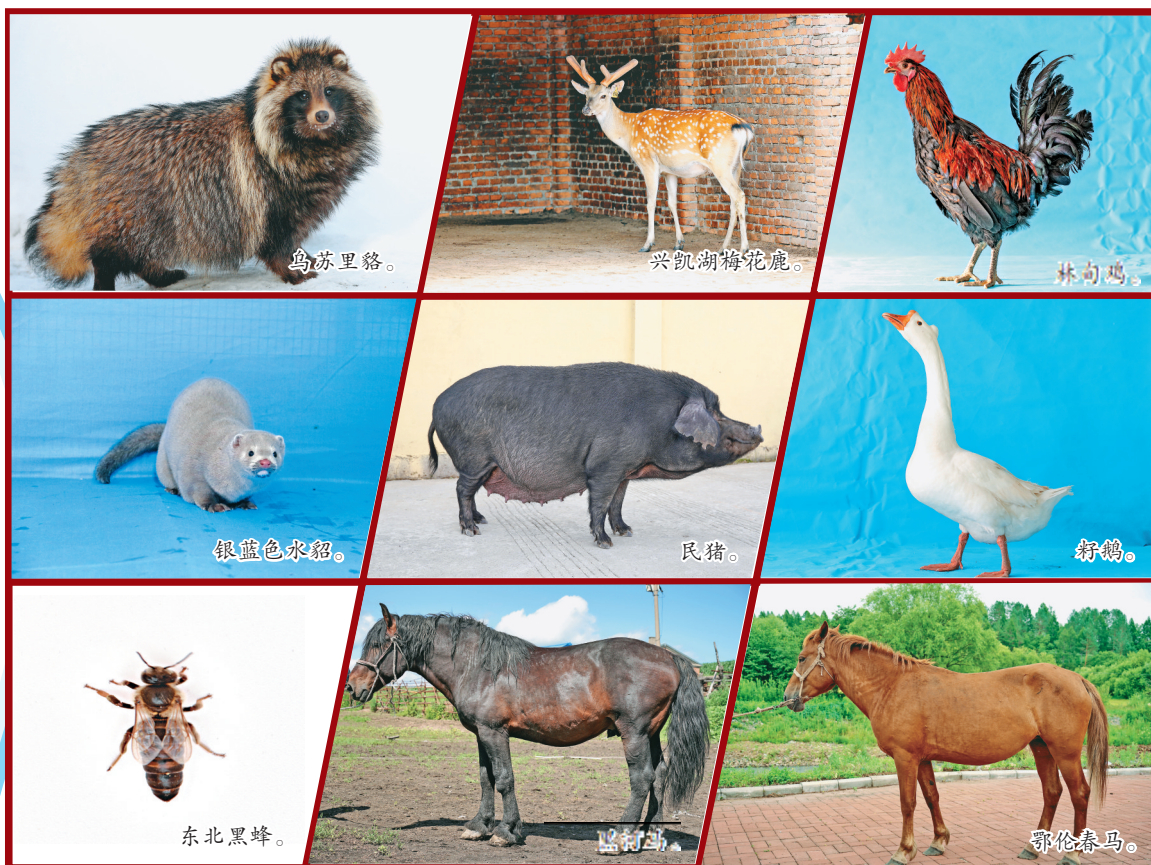 乌苏里貉。
兴凯湖梅花鹿。
林甸鸡。
银蓝色水貂。
民猪。
籽鹅。
东北黑蜂。
鄂伦春马。